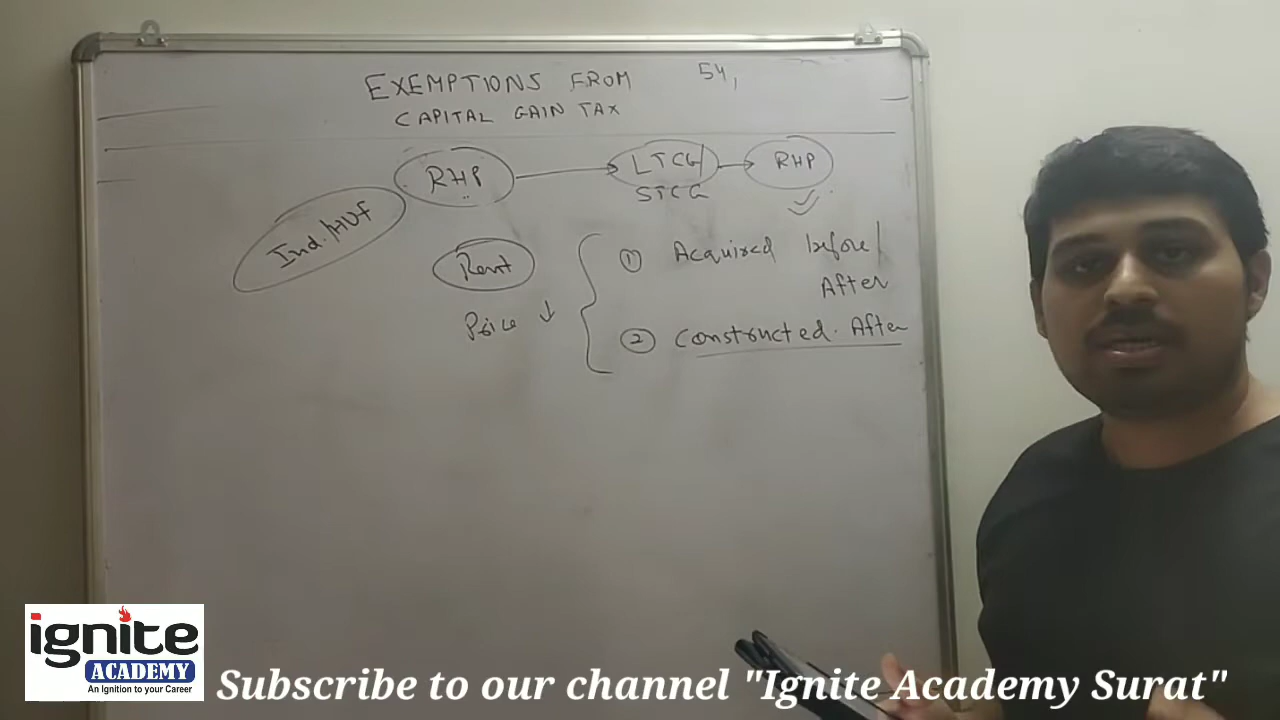 EXEMPTIONS FROM 54,
CAPITAL GAIN TAX
RHP LTCG/ RHP
STCG
Ind./HUF
Rent
Price ↓
① Acquired before/
After
② Constructed. After
ignite
ACADEMY
An Ignition to your Career
Subscribe to our channel "Ignite Academy Surat"